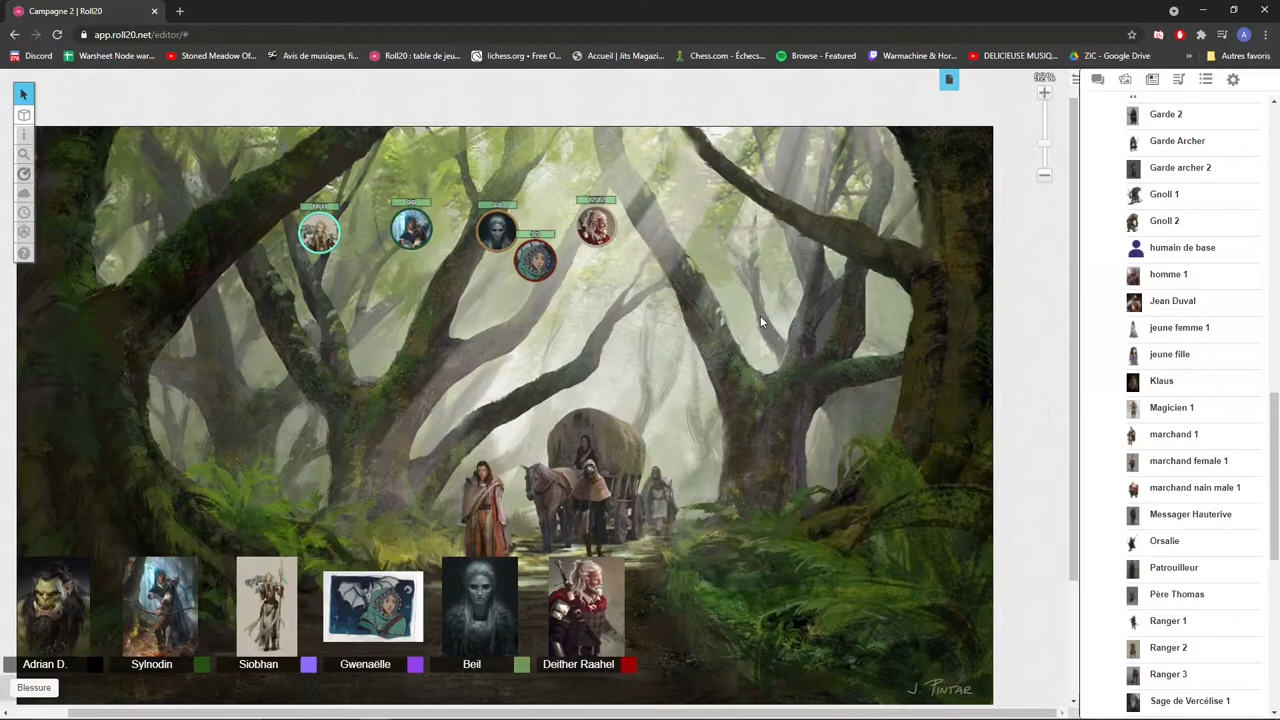 Campagne 2 | Roll20
app.roll20.net/editor/#
Discord
Warsheet Node war...
Stoned Meadow Of...
Avis de musiques, fi...
Roll20 : table de jeu...
lichess.org • Free O...
Accueil | Jits Magazi...
Chess.com - Échecs...
Browse - Featured
Warmachine & Hord...
DELICIEUSE MUSIQ...
ZIC - Google Drive
»
Autres favoris
92%
Garde 2
Garde Archer
Garde archer 2
Gnoll 1
Gnoll 2
humain de base
homme 1
Jean Duval
jeune femme 1
jeune fille
Klaus
Magicien 1
marchand 1
marchand female 1
marchand nain male 1
Messager Hauterive
Orsalie
Patrouilleur
Père Thomas
Ranger 1
Ranger 2
Ranger 3
Sage de Vercélise 1
Adrian D.
Sylnodin
Siobhan
Gwenaëlle
Beil
Deither Raahel
Blessure
J. PINTAR